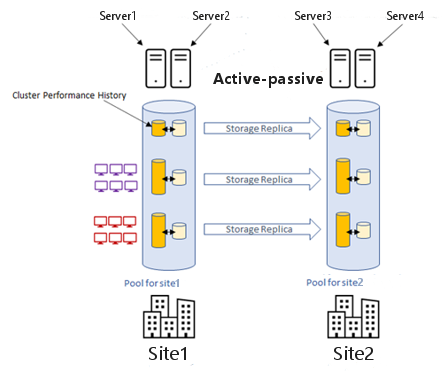 Server1
Server2
Server3
Server4
Active-passive
Cluster Performance History
Storage Replica
Storage Replica
Storage Replica
Pool for site1
Pool for site2
Site1
Site2